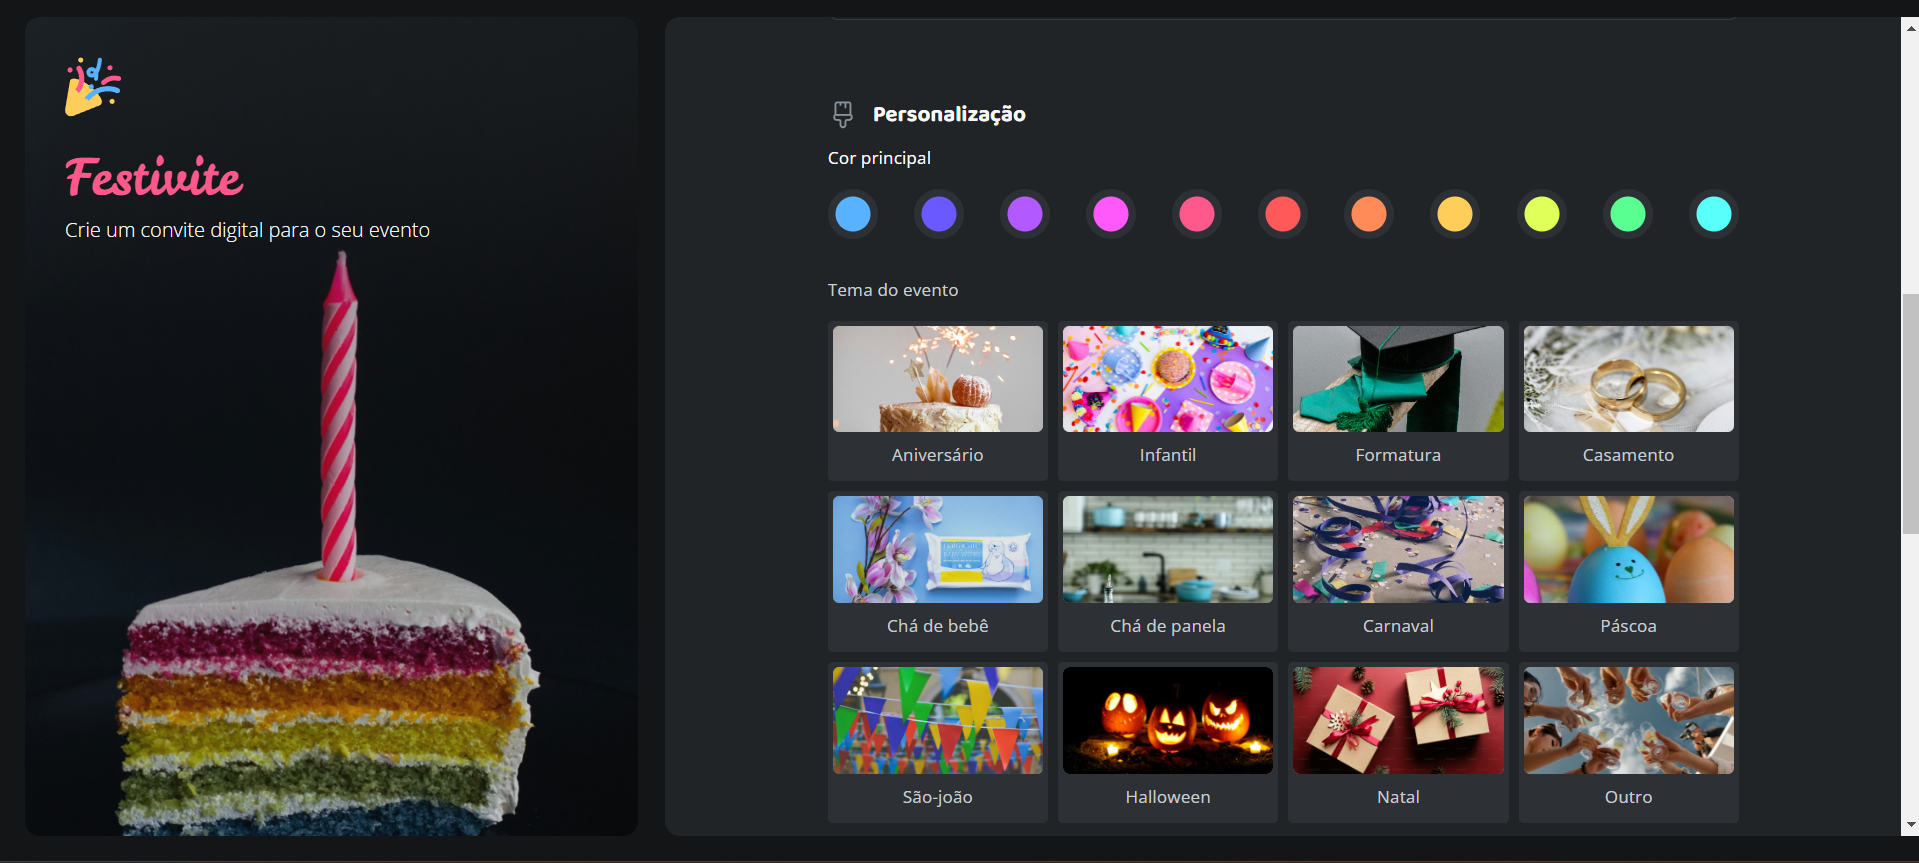 Festivite
Crie um convite digital para o seu evento
Personalização
Cor principal
Tema do evento
Aniversário
Infantil
Formatura
Casamento
Chá de bebê
Chá de panela
Carnaval
Páscoa
São-joão
Halloween
Natal
Outro